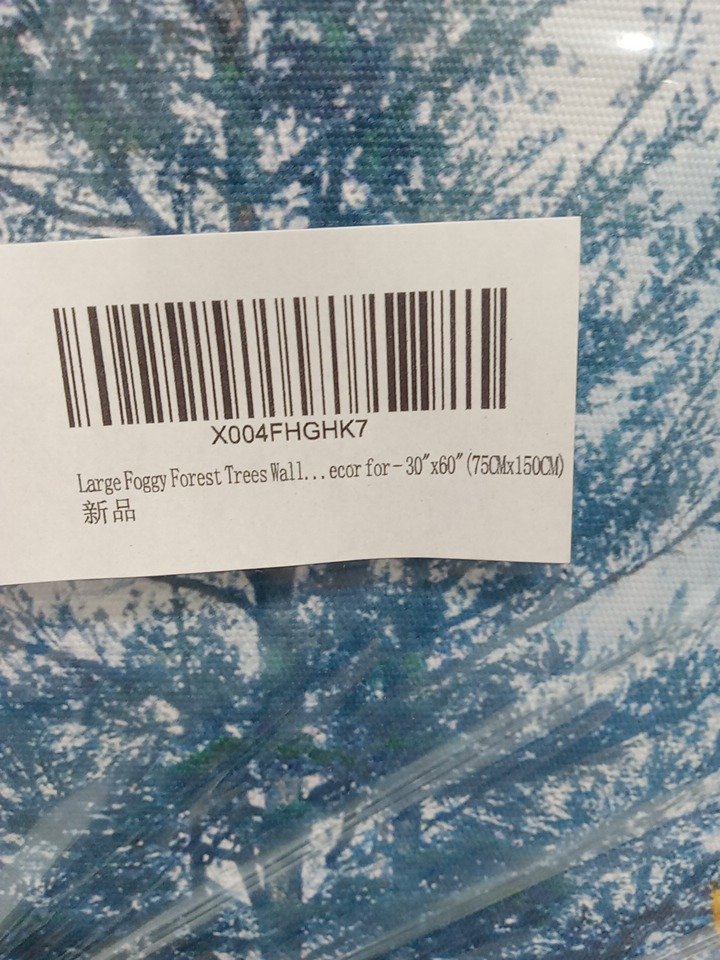 X004FHGHK7
Large Foggy Forest Trees Wall...ecor for-30"x60"(75CMx150CM)
新品